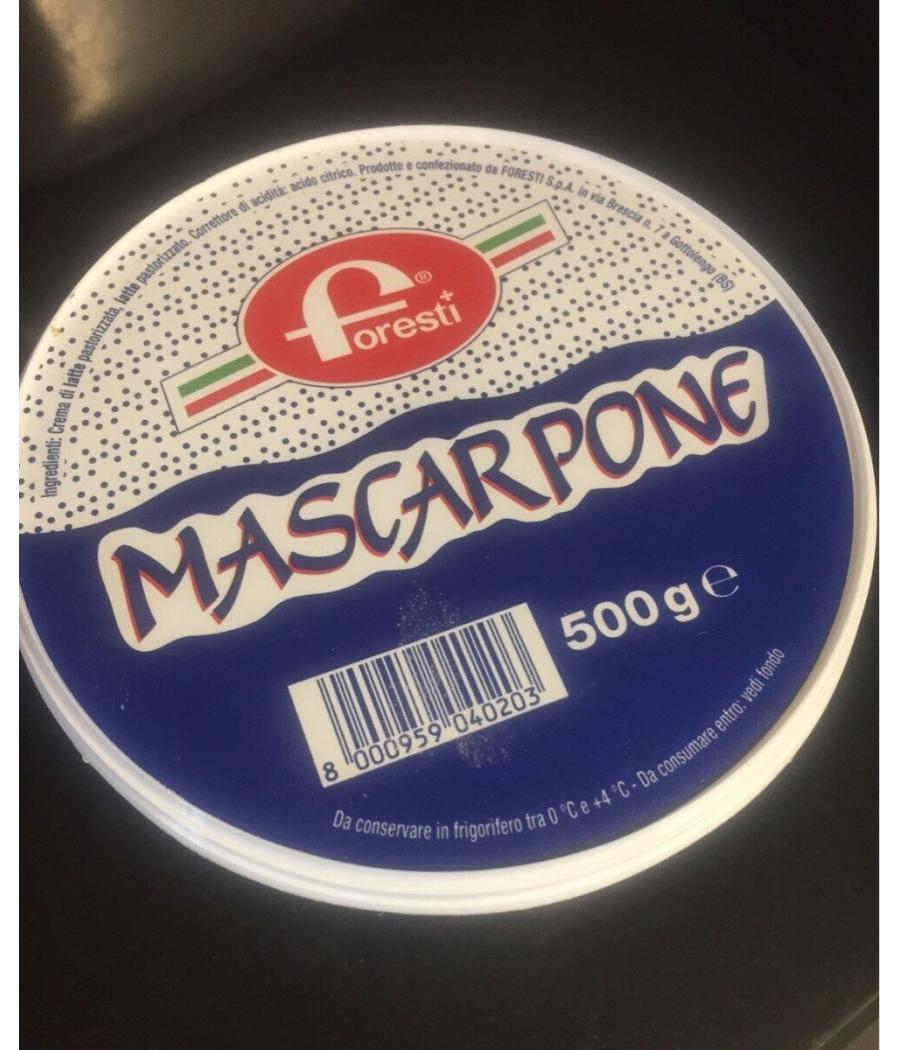 Ingredienti: Crema di latte pastorizzata, latte pastorizzato. Correttore di acidità: acido citrico. Prodotto e confezionato da FORESTI S.p.A. in via Brescia n. 7 a Gottolengo (BS)
foresti
®
MASCARPONE
500 g ℮
8 000959 040203
Da conservare in frigorifero tra 0 °C e +4 °C - Da consumare entro: vedi fondo